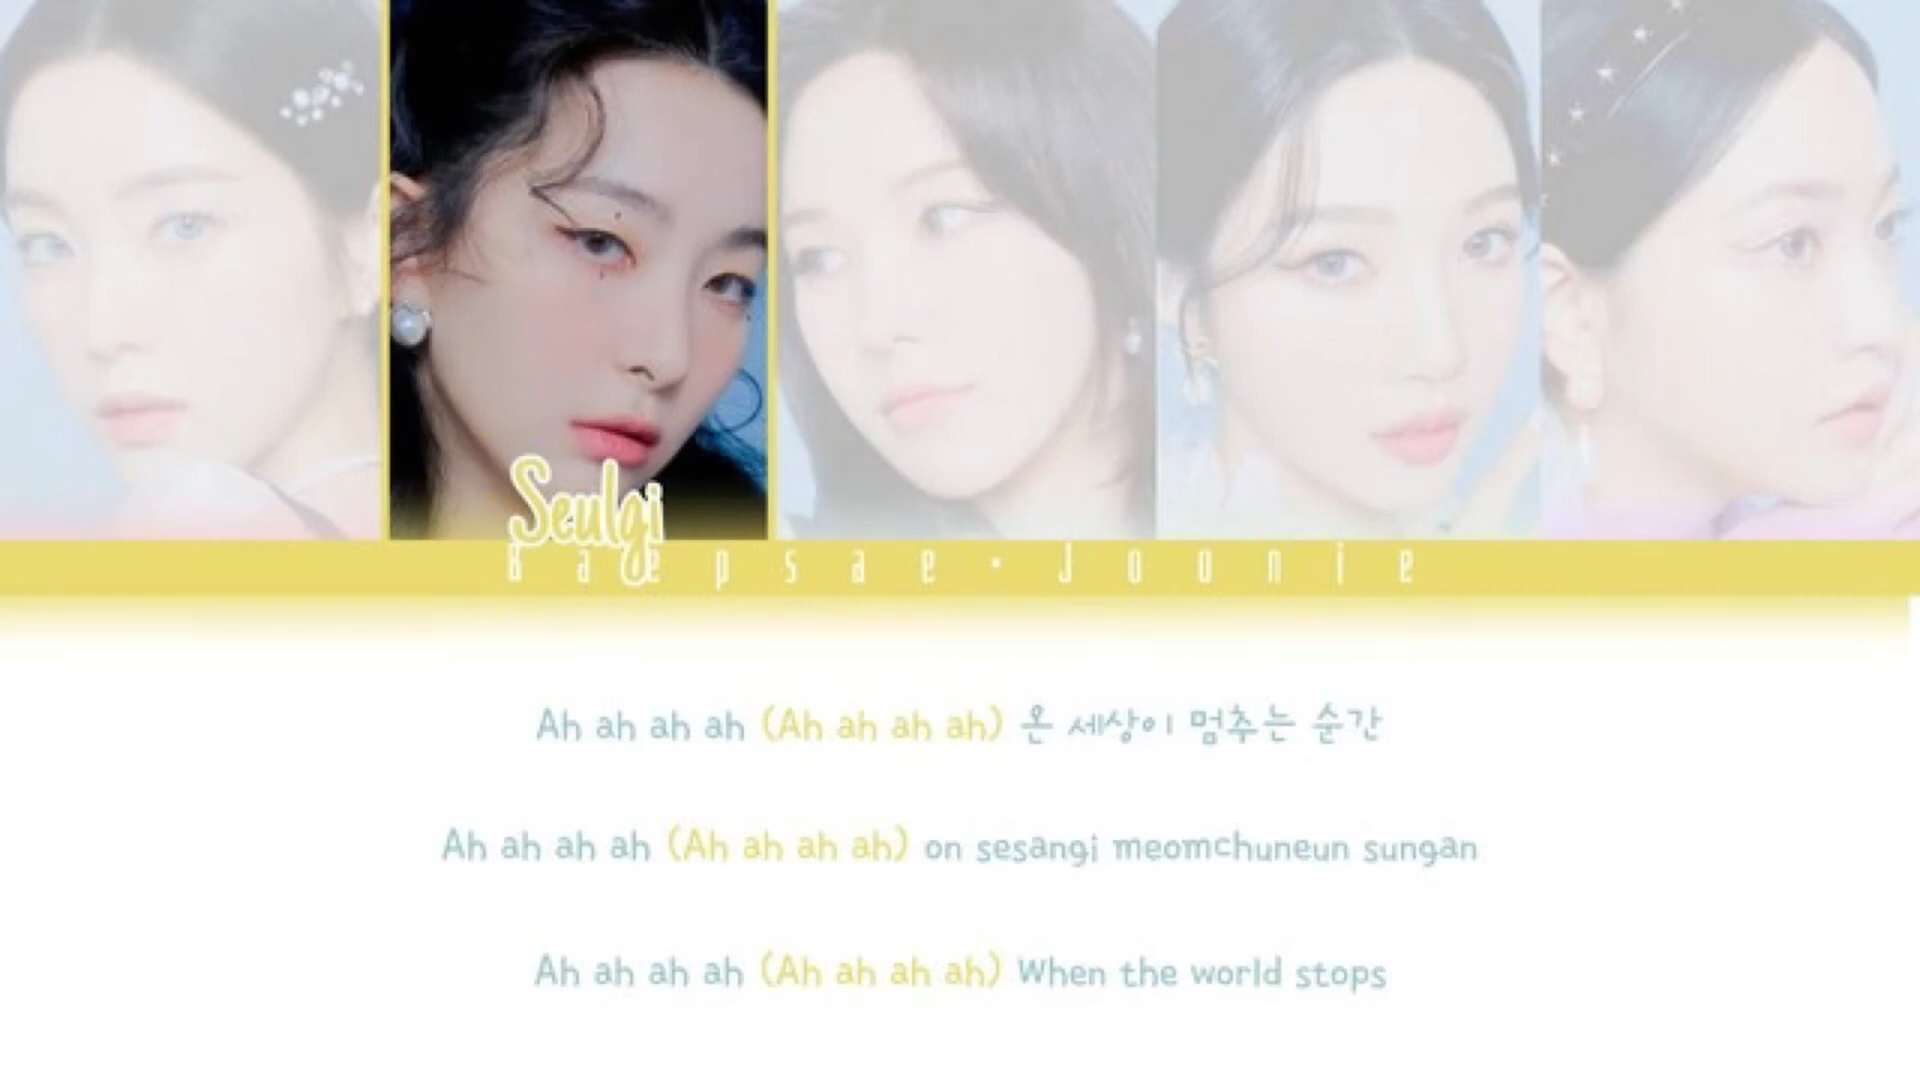 Seulgi
Baepsae•Joonie
Ah ah ah ah (Ah ah ah ah) 온 세상이 멈추는 순간
Ah ah ah ah (Ah ah ah ah) on sesangi meomchuneun sungan
Ah ah ah ah (Ah ah ah ah) When the world stops